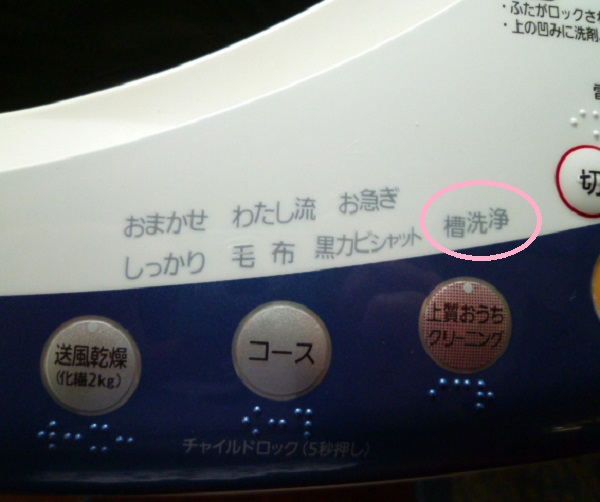 ・ふたがロックされ
・上の凹みに洗剤
切
おまかせ わたし流 お急ぎ
しっかり 毛布 黒カビシャット 槽洗浄
送風乾燥
(化繊2kg)
コース
上質おうち
クリーニング
チャイルドロック(5秒押し)